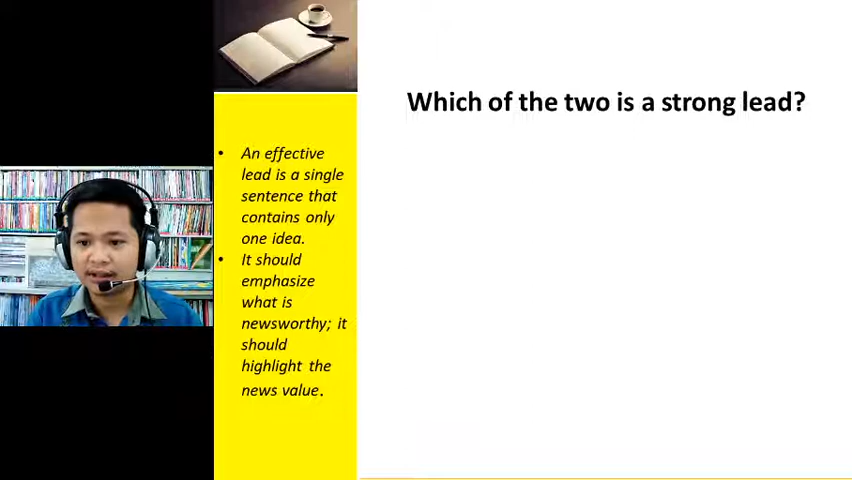 Which of the two is a strong lead?
• An effective
lead is a single
sentence that
contains only
one idea.
• It should
emphasize
what is
newsworthy; it
should
highlight the
news value.